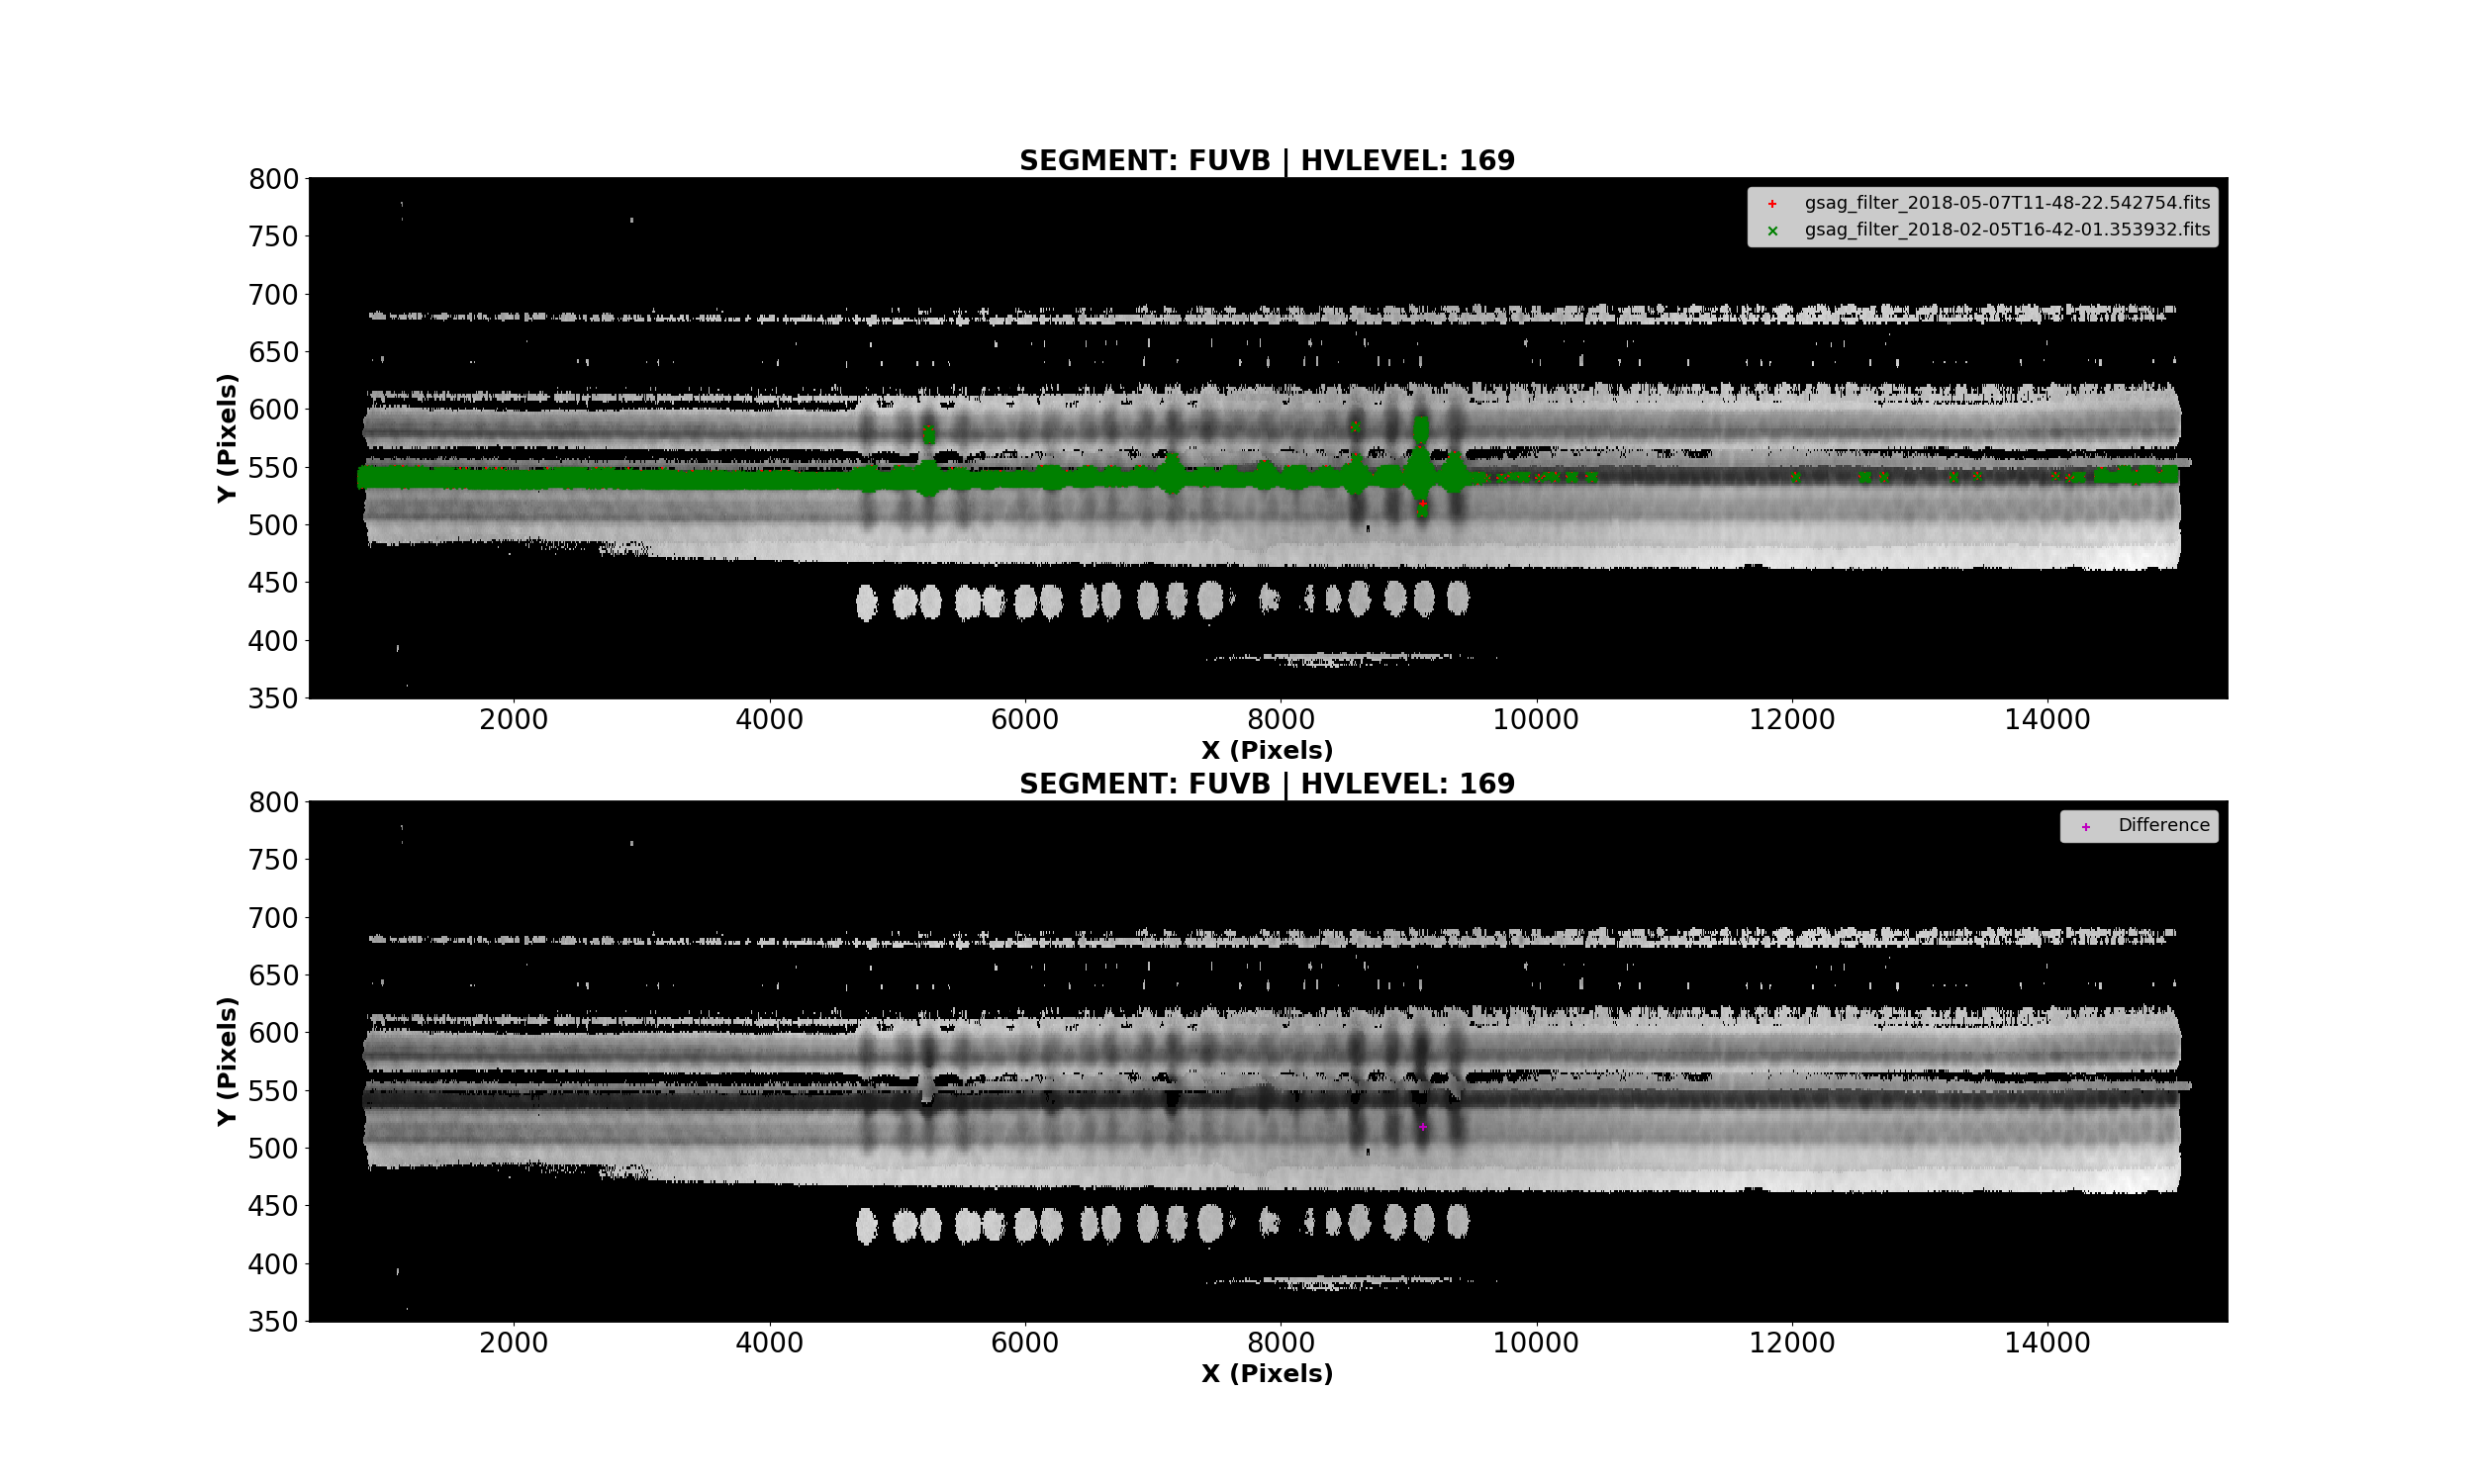 SEGMENT: FUVB | HVLEVEL: 169
800
750
700
650
600
550
500
450
400
350
Y (Pixels)
gsag_filter_2018-05-07T11-48-22.542754.fits
gsag_filter_2018-02-05T16-42-01.353932.fits
2000 4000 6000 8000 10000 12000 14000
X (Pixels)
SEGMENT: FUVB | HVLEVEL: 169
800
750
700
650
600
550
500
450
400
350
Y (Pixels)
Difference
2000 4000 6000 8000 10000 12000 14000
X (Pixels)